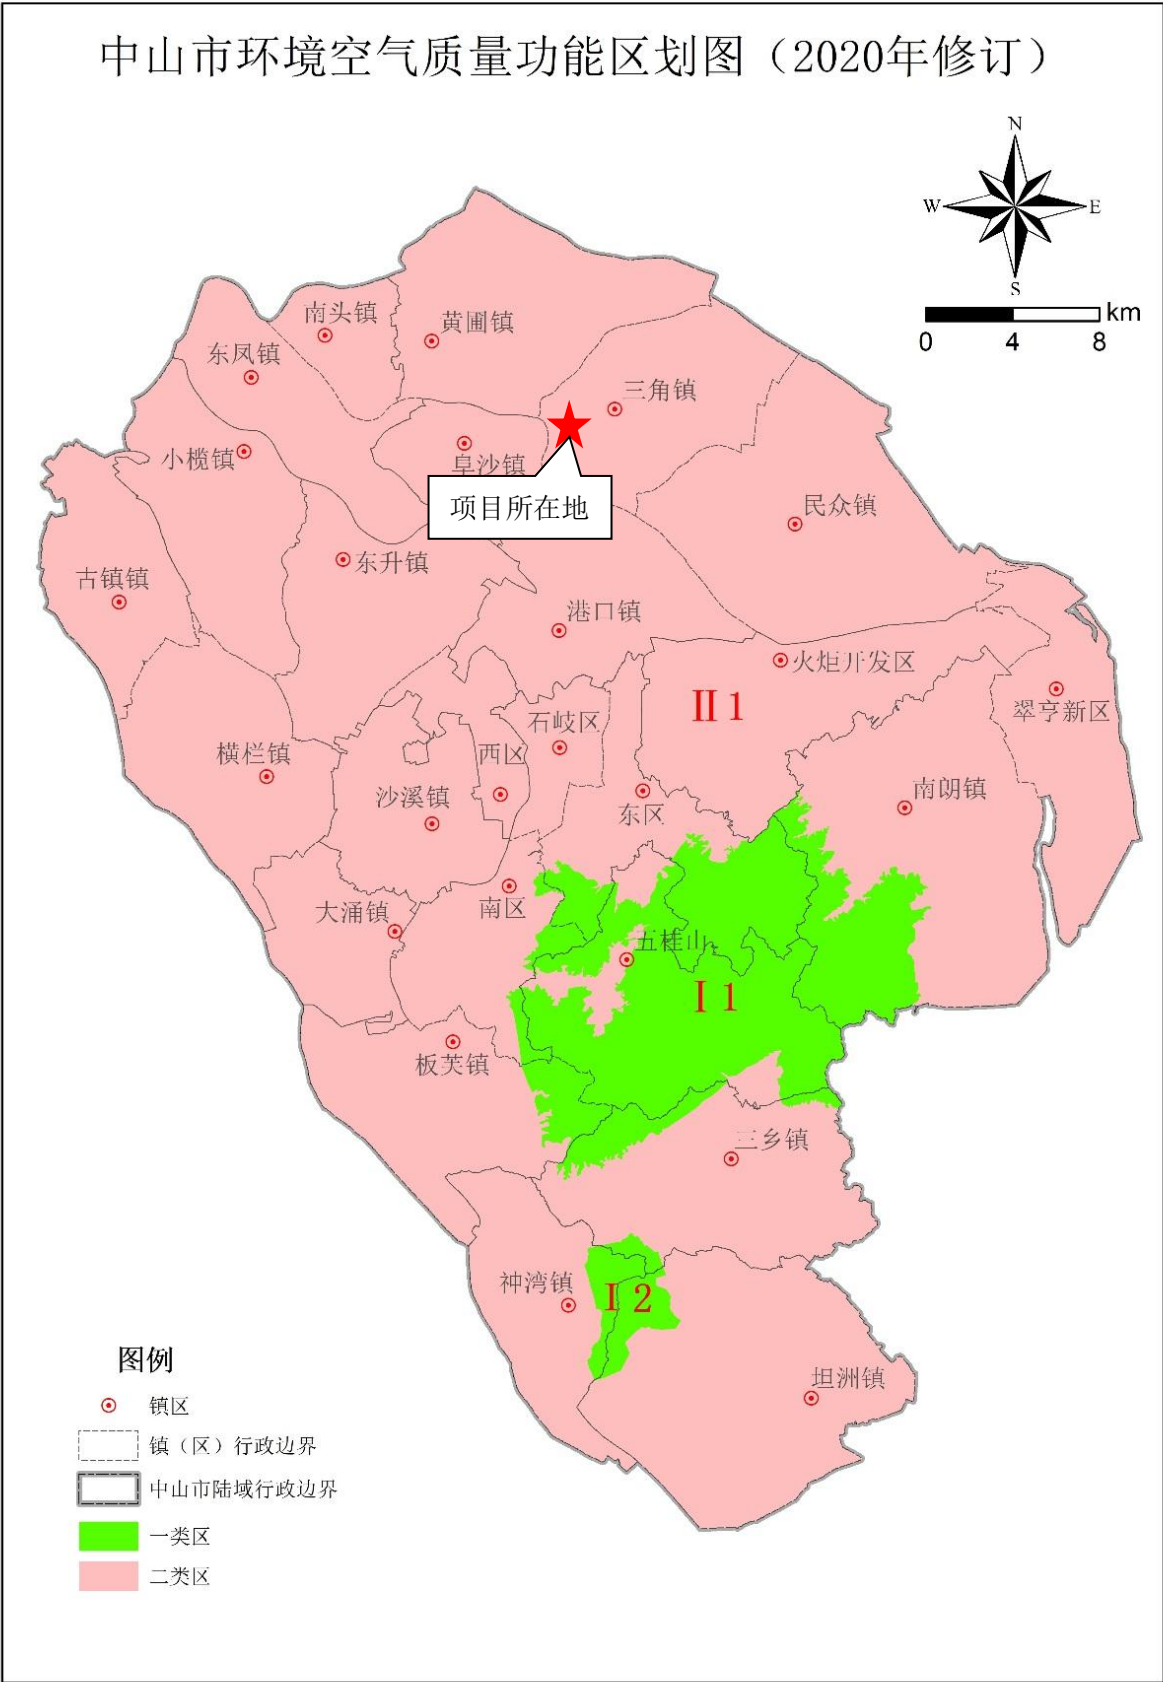 中山市环境空气质量功能区划图（2020年修订）
N
W
E
S
km
0
4
8
南头镇
黄圃镇
东凤镇
三角镇
小榄镇
阜沙镇
项目所在地
民众镇
东升镇
古镇镇
港口镇
火炬开发区
Ⅱ1
翠亨新区
石岐区
西区
横栏镇
沙溪镇
东区
南朗镇
南区
大涌镇
五桂山
Ⅰ1
板芙镇
三乡镇
神湾镇
Ⅰ2
坦洲镇
图例
镇区
镇（区）行政边界
中山市陆域行政边界
一类区
二类区